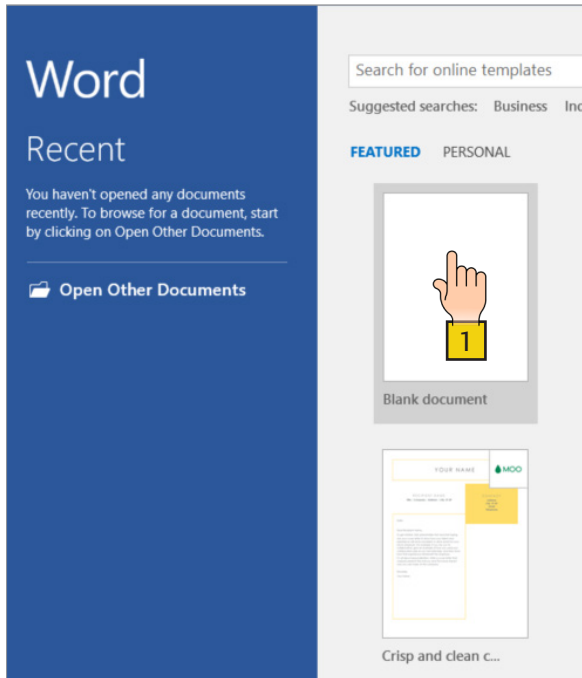 Word
Recent
You haven't opened any documents
recently. To browse for a document, start
by clicking on Open Other Documents.
Open Other Documents
Search for online templates
Suggested searches: Business
FEATURED PERSONAL
1
Blank document
YOUR NAME
MOO
Crisp and clean c...